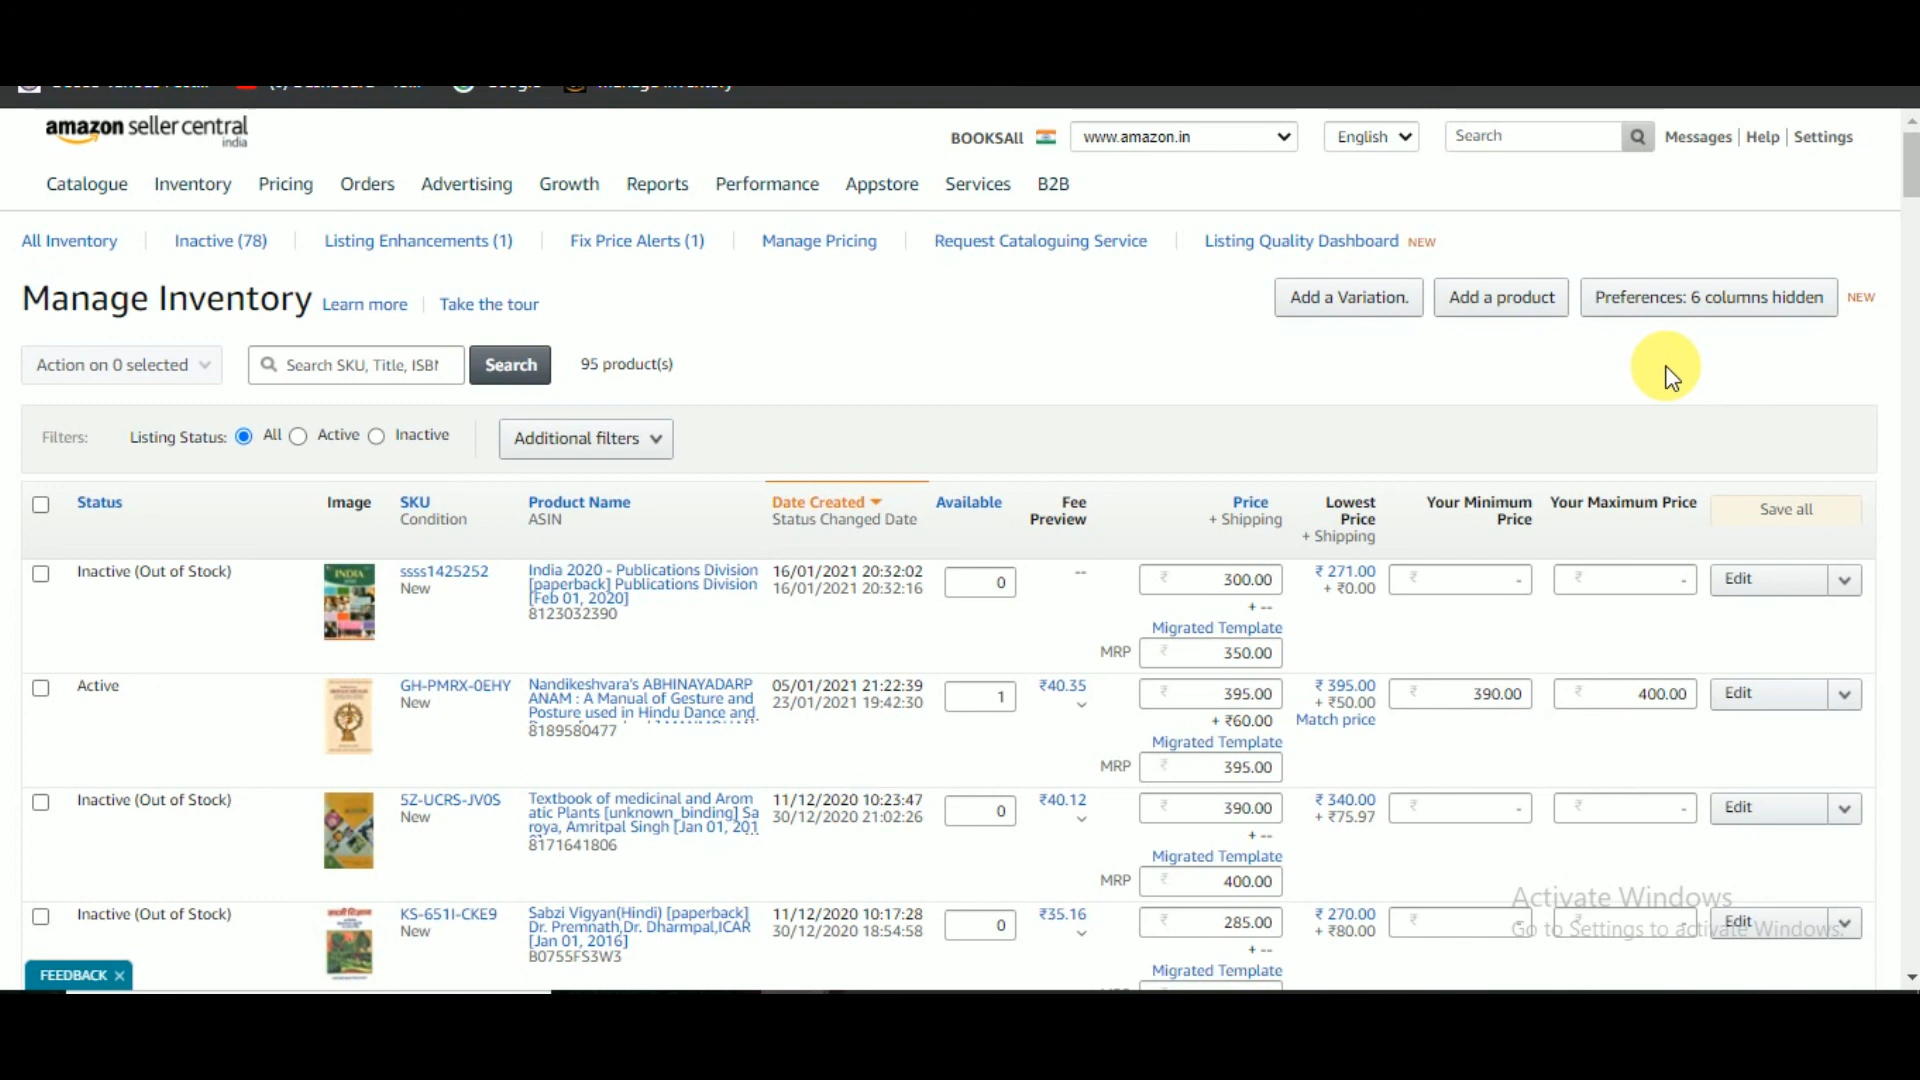 amazon seller central
india
BOOKSAll
www.amazon.in
English
Search
Messages | Help | Settings
Catalogue Inventory Pricing Orders Advertising Growth Reports Performance Appstore Services B2B
All Inventory Inactive (78) Listing Enhancements (1) Fix Price Alerts (1) Manage Pricing Request Cataloguing Service Listing Quality Dashboard NEW
Manage Inventory Learn more Take the tour
Add a Variation. Add a product Preferences: 6 columns hidden NEW
Action on 0 selected Search SKU, Title, ISBN Search 95 product(s)
Filters: Listing Status: All Active Inactive Additional filters
Status Image SKU Product Name Date Created Available Fee Price Lowest Your Minimum Your Maximum Price Save all
Condition ASIN Status Changed Date Preview + Shipping Price Price
+ Shipping
Inactive (Out of Stock) ssss1425252 India 2020 - Publications Division 16/01/2021 20:32:02 0 -- ₹ 300.00 ₹ 271.00 ₹ - ₹ - Edit
New [paperback] Publications Division 16/01/2021 20:32:16 + ₹0.00
[Feb 01, 2020]
8123032390 + --
Migrated Template
MRP ₹ 350.00
Active GH-PMRX-0EHY Nandikeshvara's ABHINAYADARP 05/01/2021 21:22:39 1 ₹40.35 ₹ 395.00 ₹ 395.00 ₹ 390.00 ₹ 400.00 Edit
New ANAM : A Manual of Gesture and 23/01/2021 19:42:30 + ₹50.00
Posture used in Hindu Dance and + ₹60.00 Match price
8189580477
Migrated Template
MRP ₹ 395.00
Inactive (Out of Stock) 5Z-UCRS-JV0S Textbook of medicinal and Arom 11/12/2020 10:23:47 0 ₹40.12 ₹ 390.00 ₹ 340.00 ₹ - ₹ - Edit
New atic Plants [unknown_binding] Sa 30/12/2020 21:02:26 + ₹75.97
roya, Amritpal Singh [Jan 01, 201
8171641806 + --
Migrated Template
MRP ₹ 400.00
Inactive (Out of Stock) KS-651I-CKE9 Sabzi Vigyan(Hindi) [paperback] 11/12/2020 10:17:28 0 ₹35.16 ₹ 285.00 ₹ 270.00 ₹ - ₹ - Edit
New Dr. Premnath,Dr. Dharmpal,ICAR 30/12/2020 18:54:58 + ₹80.00
[Jan 01, 2016]
B0755FS3W3 + --
Migrated Template
Activate Windows
Go to Settings to activate Windows.
FEEDBACK ×